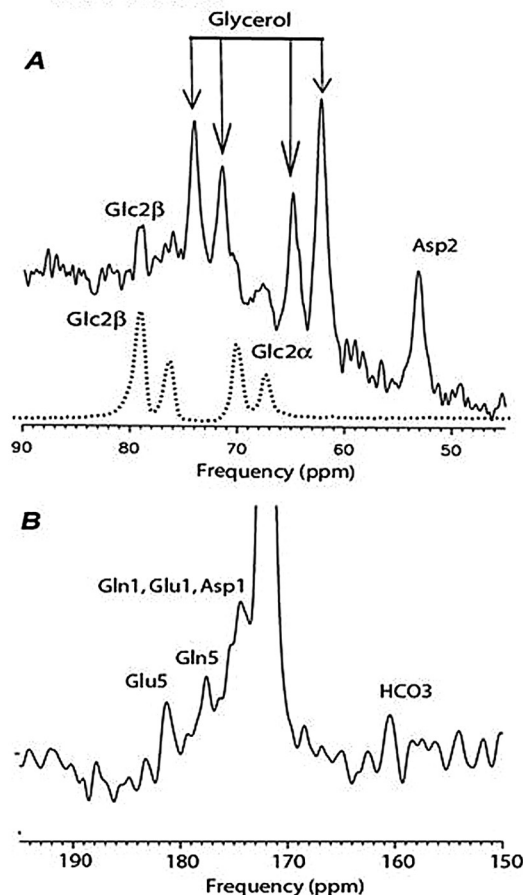 Glycerol
A
Glc2β
Asp2
Glc2β
Glc2α
90 80 70 60 50
Frequency (ppm)
B
Gln1, Glu1, Asp1
Gln5
Glu5
HCO3
190 180 170 160 150
Frequency (ppm)